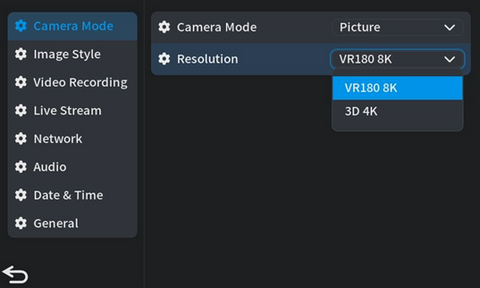 Camera Mode
Image Style
Video Recording
Live Stream
Network
Audio
Date & Time
General
Camera Mode Picture
Resolution VR180 8K
VR180 8K
3D 4K